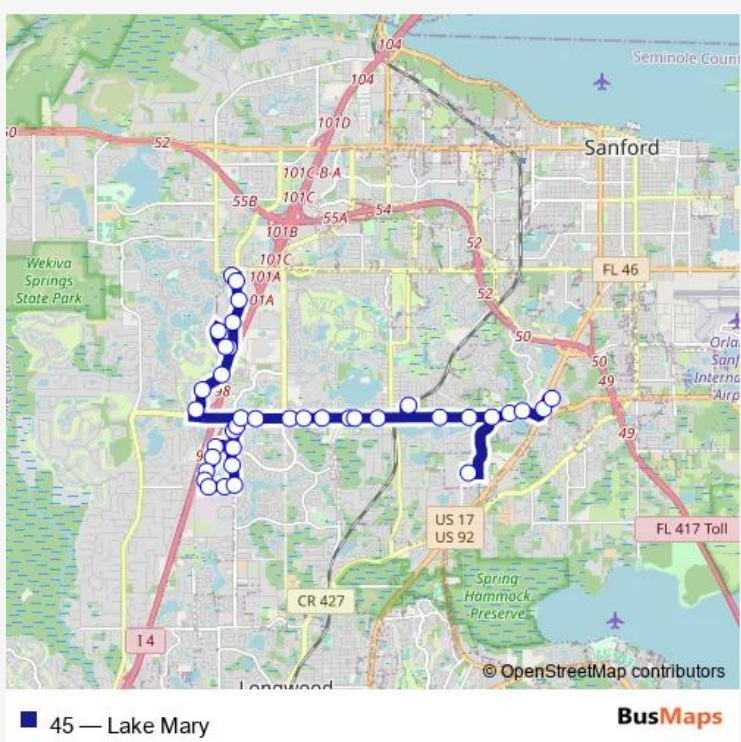 104
104
Seminole Coun
101D
50
52
Sanford
101C-B-A
101C
55B
55A
54
101B
52
101C
Wekiva
Springs
State Park
101A
01A
FL 46
52
50
50
Orla
Sanf
Interna
Airp
49
98
49
9
US 17
US 92
FL 417 Toll
Spring
Hammock
Preserve
CR 427
I 4
Longwood
© OpenStreetMap contributors
45 — Lake Mary
BusMaps